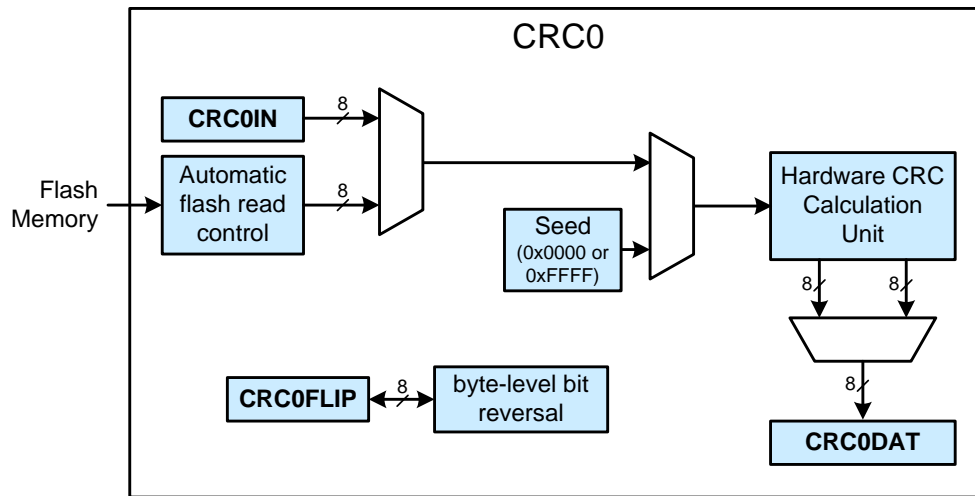 CRC0
CRC0IN
8
Automatic
flash read
control
8
Flash
Memory
Seed
(0x0000 or
0xFFFF)
Hardware CRC
Calculation
Unit
8
8
8
CRC0DAT
CRC0FLIP
8
byte-level bit
reversal